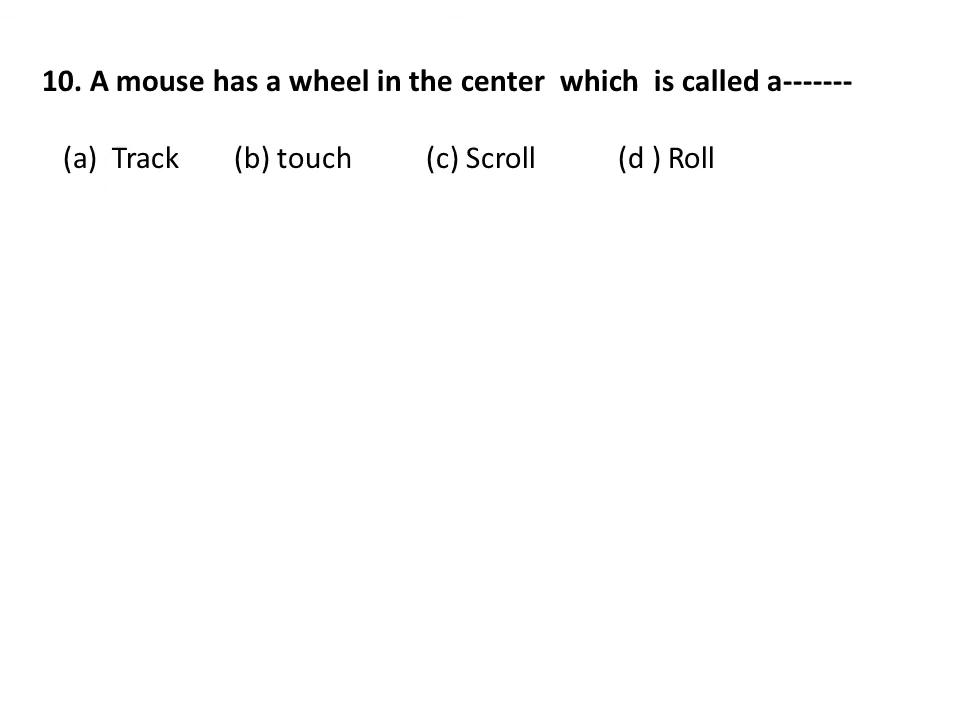 10. A mouse has a wheel in the center  which  is called a-------
(a)  Track (b) touch (c) Scroll (d ) Roll